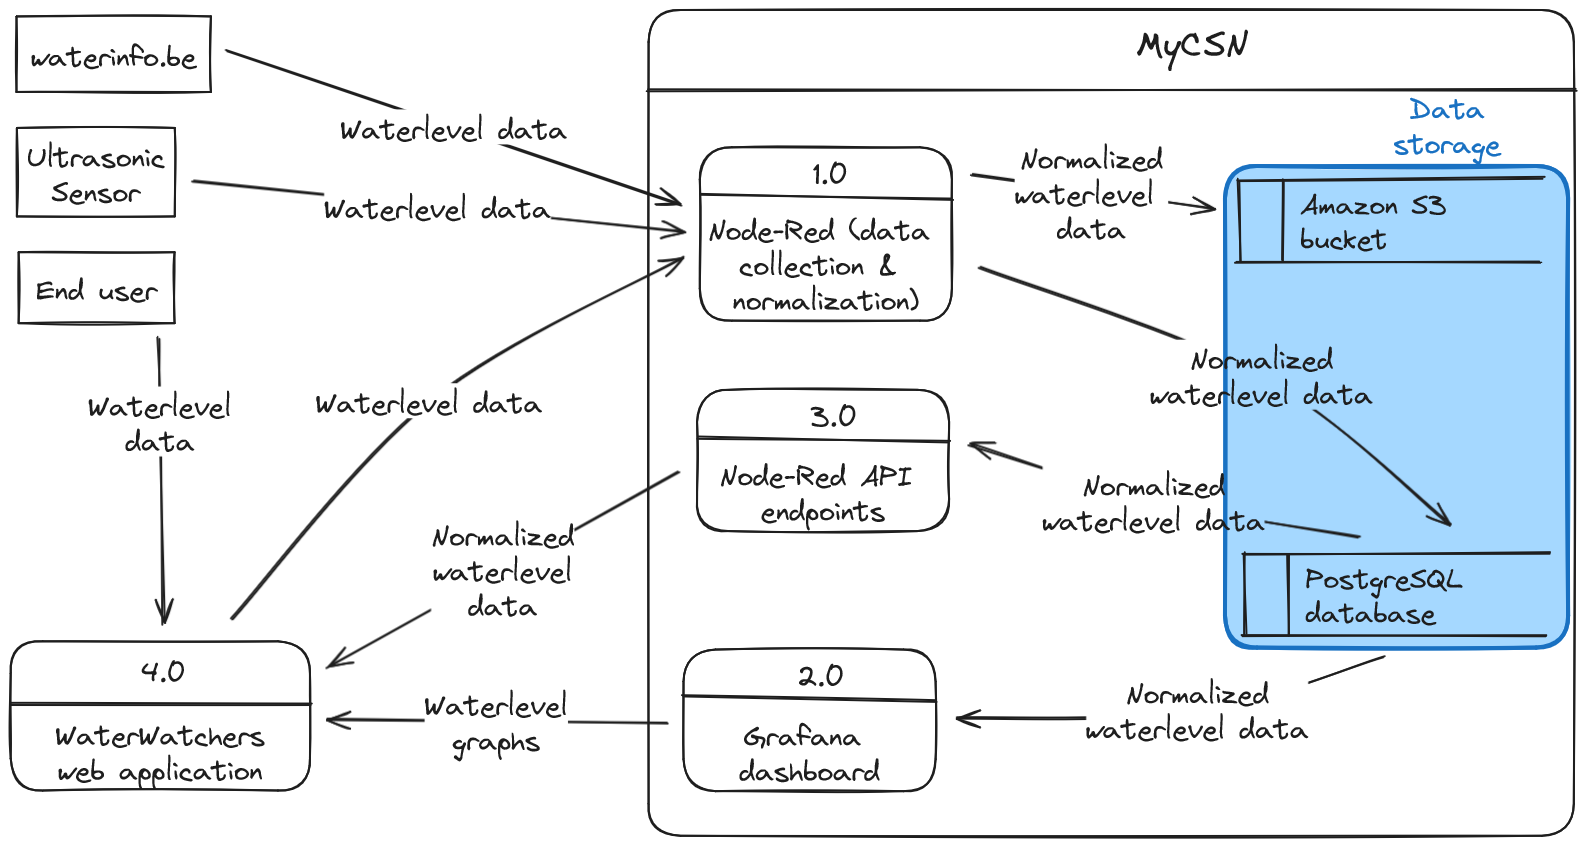 MyCSN
waterinfo.be
Waterlevel data
Ultrasonic
Sensor
Waterlevel data
End user
Waterlevel
data
Waterlevel data
1.0
Node-Red (data
collection &
normalization)
Normalized
waterlevel
data
Data
storage
Amazon S3
bucket
Normalized
waterlevel data
3.0
Node-Red API
endpoints
Normalized
waterlevel data
Normalized
waterlevel
data
PostgreSQL
database
4.0
WaterWatchers
web application
Waterlevel
graphs
2.0
Grafana
dashboard
Normalized
waterlevel data